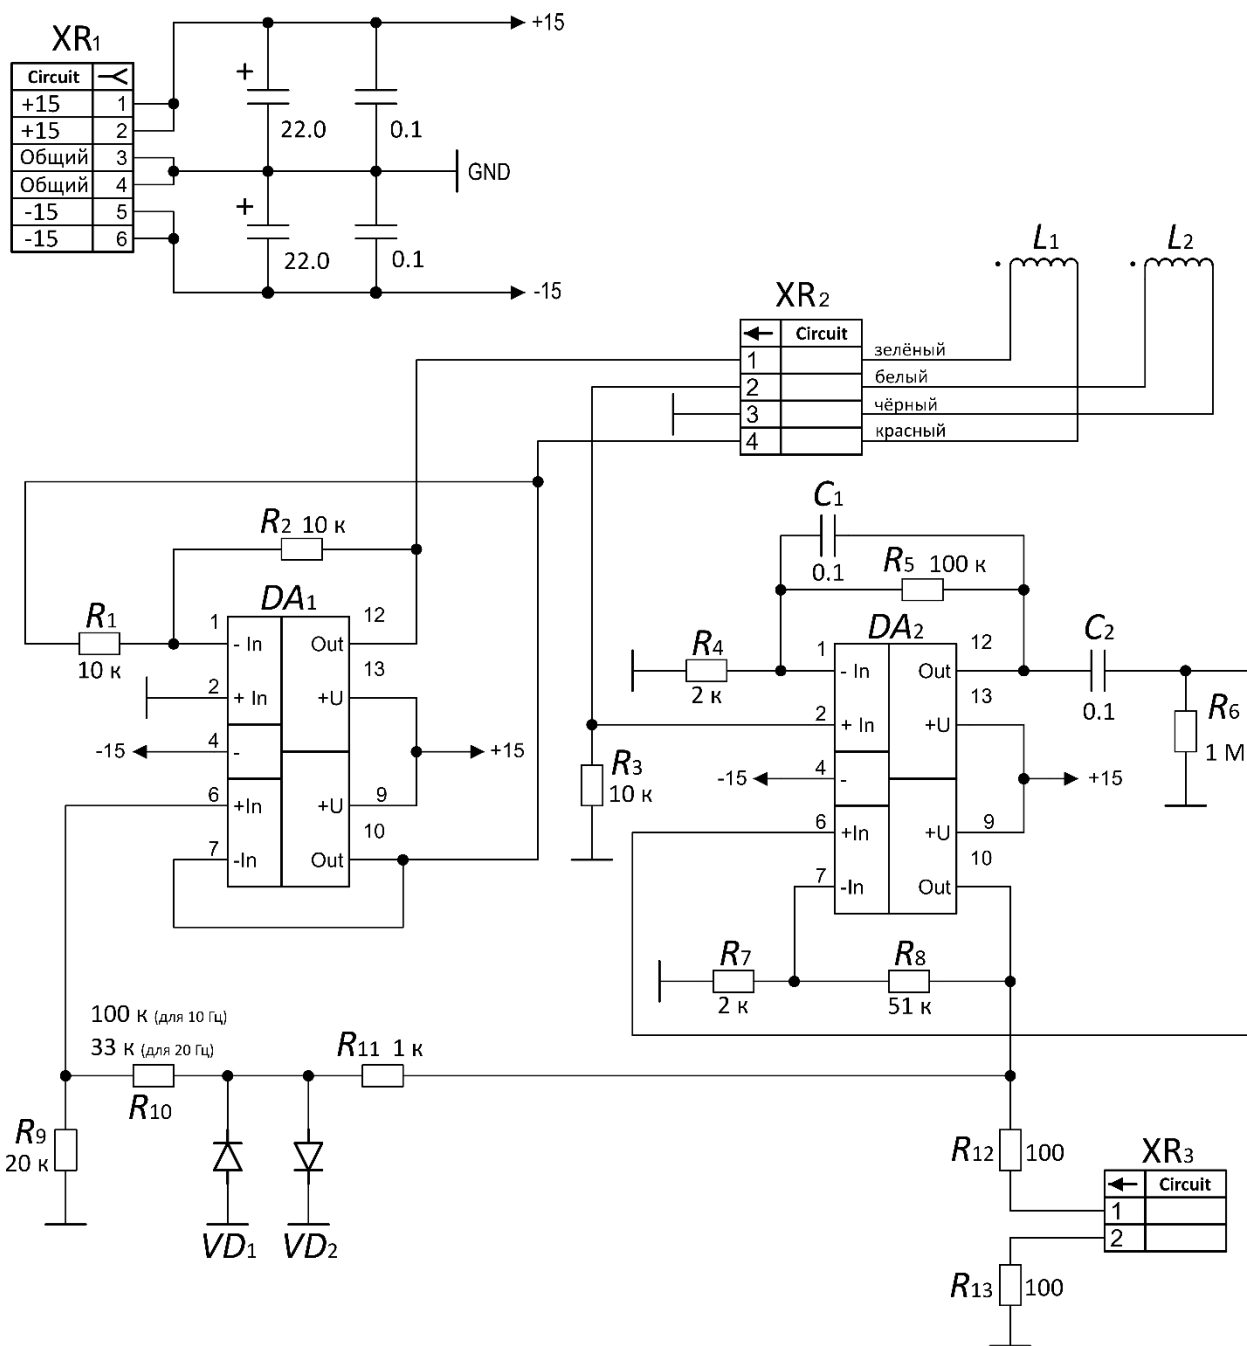 XR1
Circuit
+15 1
+15 2
Общий 3
Общий 4
-15 5
-15 6
+15
+
22.0
0.1
GND
+
22.0
0.1
-15
L1
L2
XR2
Circuit
1
2
3
4
зелёный
белый
чёрный
красный
R2 10 к
R1
10 к
DA1
1
- In
Out
12
13
2
+ In
+U
-15
4
-
+15
6
+In
+U
9
10
7
-In
Out
C1
0.1
R5 100 к
R4
2 к
DA2
1
- In
Out
12
13
C2
0.1
R6
1 М
2
+ In
+U
R3
10 к
-15
4
-
+15
6
+In
+U
9
10
7
-In
Out
R7
2 к
R8
51 к
100 к (для 10 Гц)
33 к (для 20 Гц)
R10
R11 1 к
R9
20 к
VD1
VD2
R12 100
XR3
Circuit
1
2
R13 100